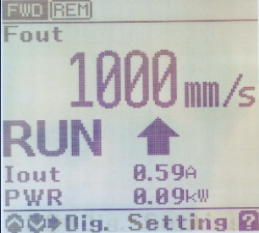 FWD REM
Fout
1000mm/s
RUN
Iout 0.59A
PWR 0.09kW
Dig. Setting ?